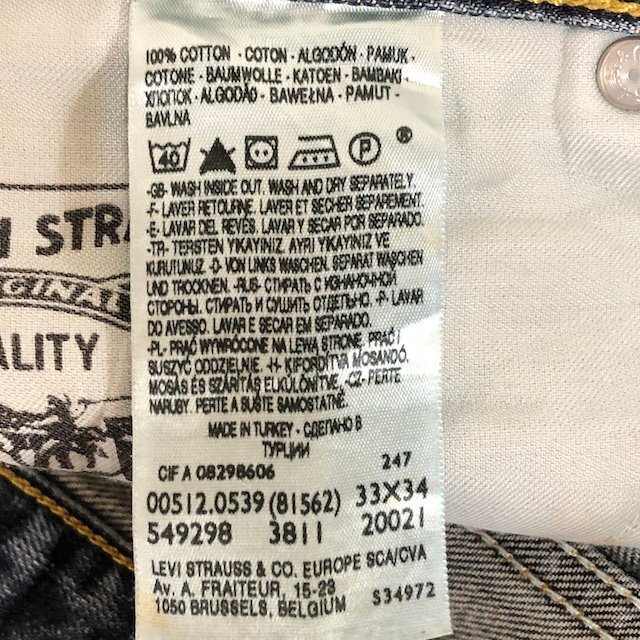 100% COTTON · COTON · ALGODÓN · PAMUK ·
COTONE · BAUMWOLLE · KATOEN · BAMBAKI ·
ХЛОПОК · ALGODÃO · BAWEŁNA · PAMUT ·
BAVLNA
40 P ®
-GB- WASH INSIDE OUT. WASH AND DRY SEPARATELY.
-F- LAVER RETOURNE. LAVER ET SECHER SEPAREMENT.
-E- LAVAR DEL REVES. LAVAR Y SECAR POR SEPARADO.
-TR- TERSTEN YIKAYINIZ. AYRI YIKAYINIZ VE
KURUTUNUZ. -D- VON LINKS WASCHEN. SEPARAT WASCHEN
UND TROCKNEN. -RUS- СТИРАТЬ С ИЗНАНОЧНОЙ
СТОРОНЫ. СТИРАТЬ И СУШИТЬ ОТДЕЛЬНО. -P- LAVAR
DO AVESSO. LAVAR E SECAR EM SEPARADO.
-PL- PRAĆ WYWRÓCONE NA LEWĄ STRONĘ. PRAĆ I
SUSZYĆ ODDZIELNIE. -H- KIFORDÍTVA MOSANDÓ.
MOSÁS ÉS SZÁRÍTÁS ELKÜLÖNÍTVE. -CZ- PERTE
NARUBY. PERTE A SUŠTE SAMOSTATNĚ.
MADE IN TURKEY - СДЕЛАНО В
ТУРЦИИ
CIF A 08298606 247
00512.0539 (81562) 33X34
549298 3811 20021
LEVI STRAUSS & CO. EUROPE SCA/CVA
Av. A. FRAITEUR, 15-23
1050 BRUSSELS, BELGIUM S34972
STRA
GINAL
ALITY